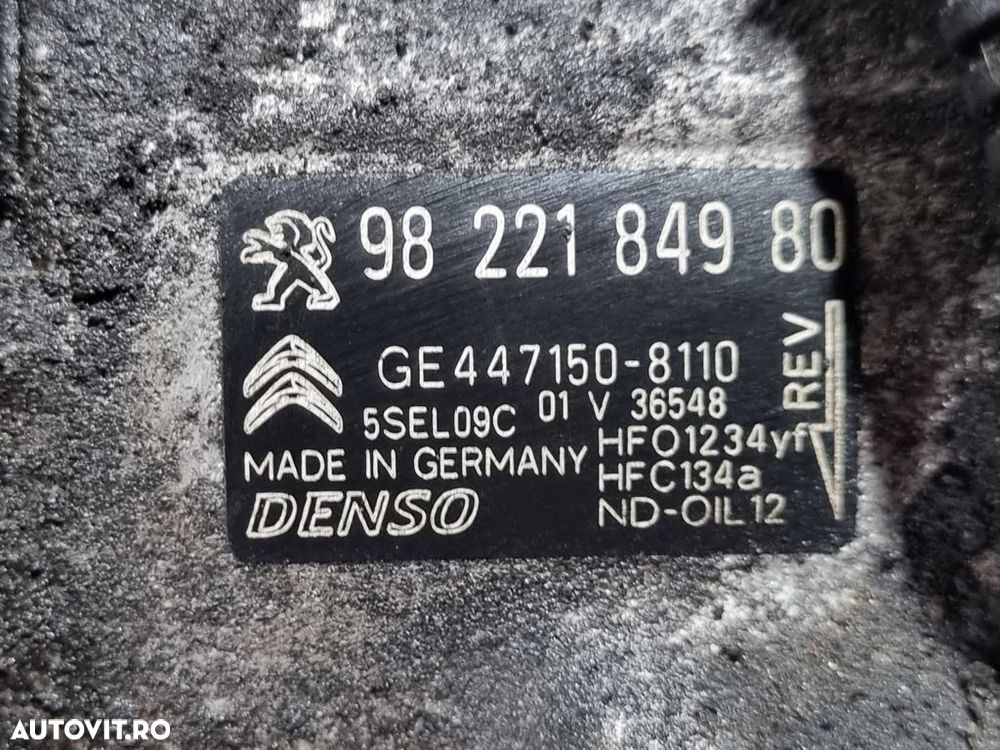 98 221 849 80
GE447150-8110
5SEL09C 01 V 36548
HFO1234yf
MADE IN GERMANY
HFC134a
DENSO
ND-OIL12
REV
AUTOVIT.RO